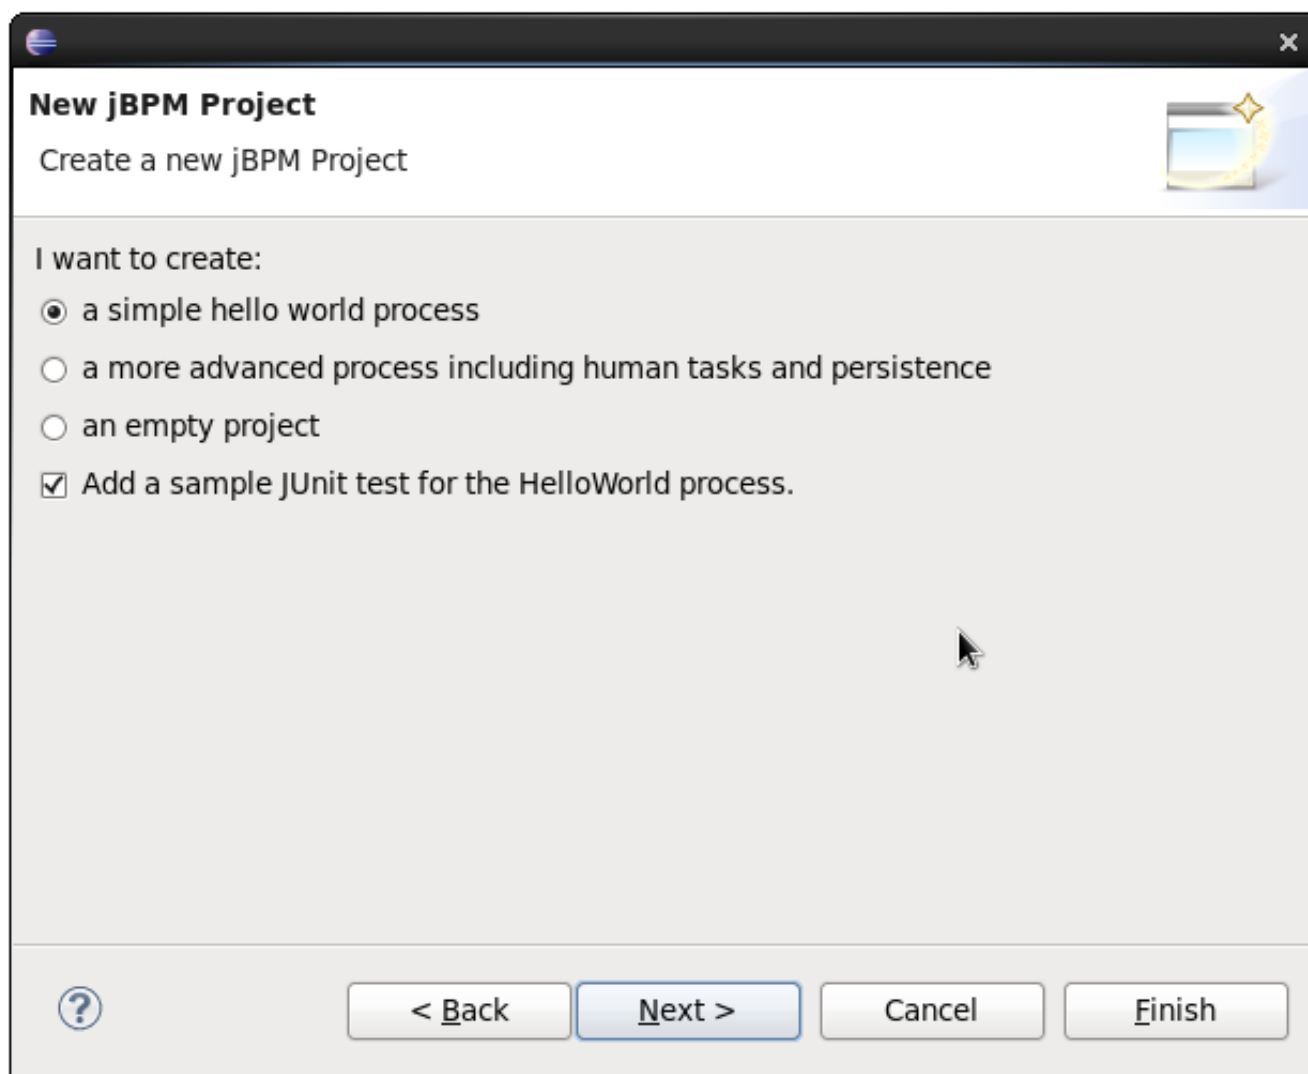 New jBPM Project
Create a new jBPM Project
I want to create:
a simple hello world process
a more advanced process including human tasks and persistence
an empty project
Add a sample JUnit test for the HelloWorld process.
? < Back Next > Cancel Finish